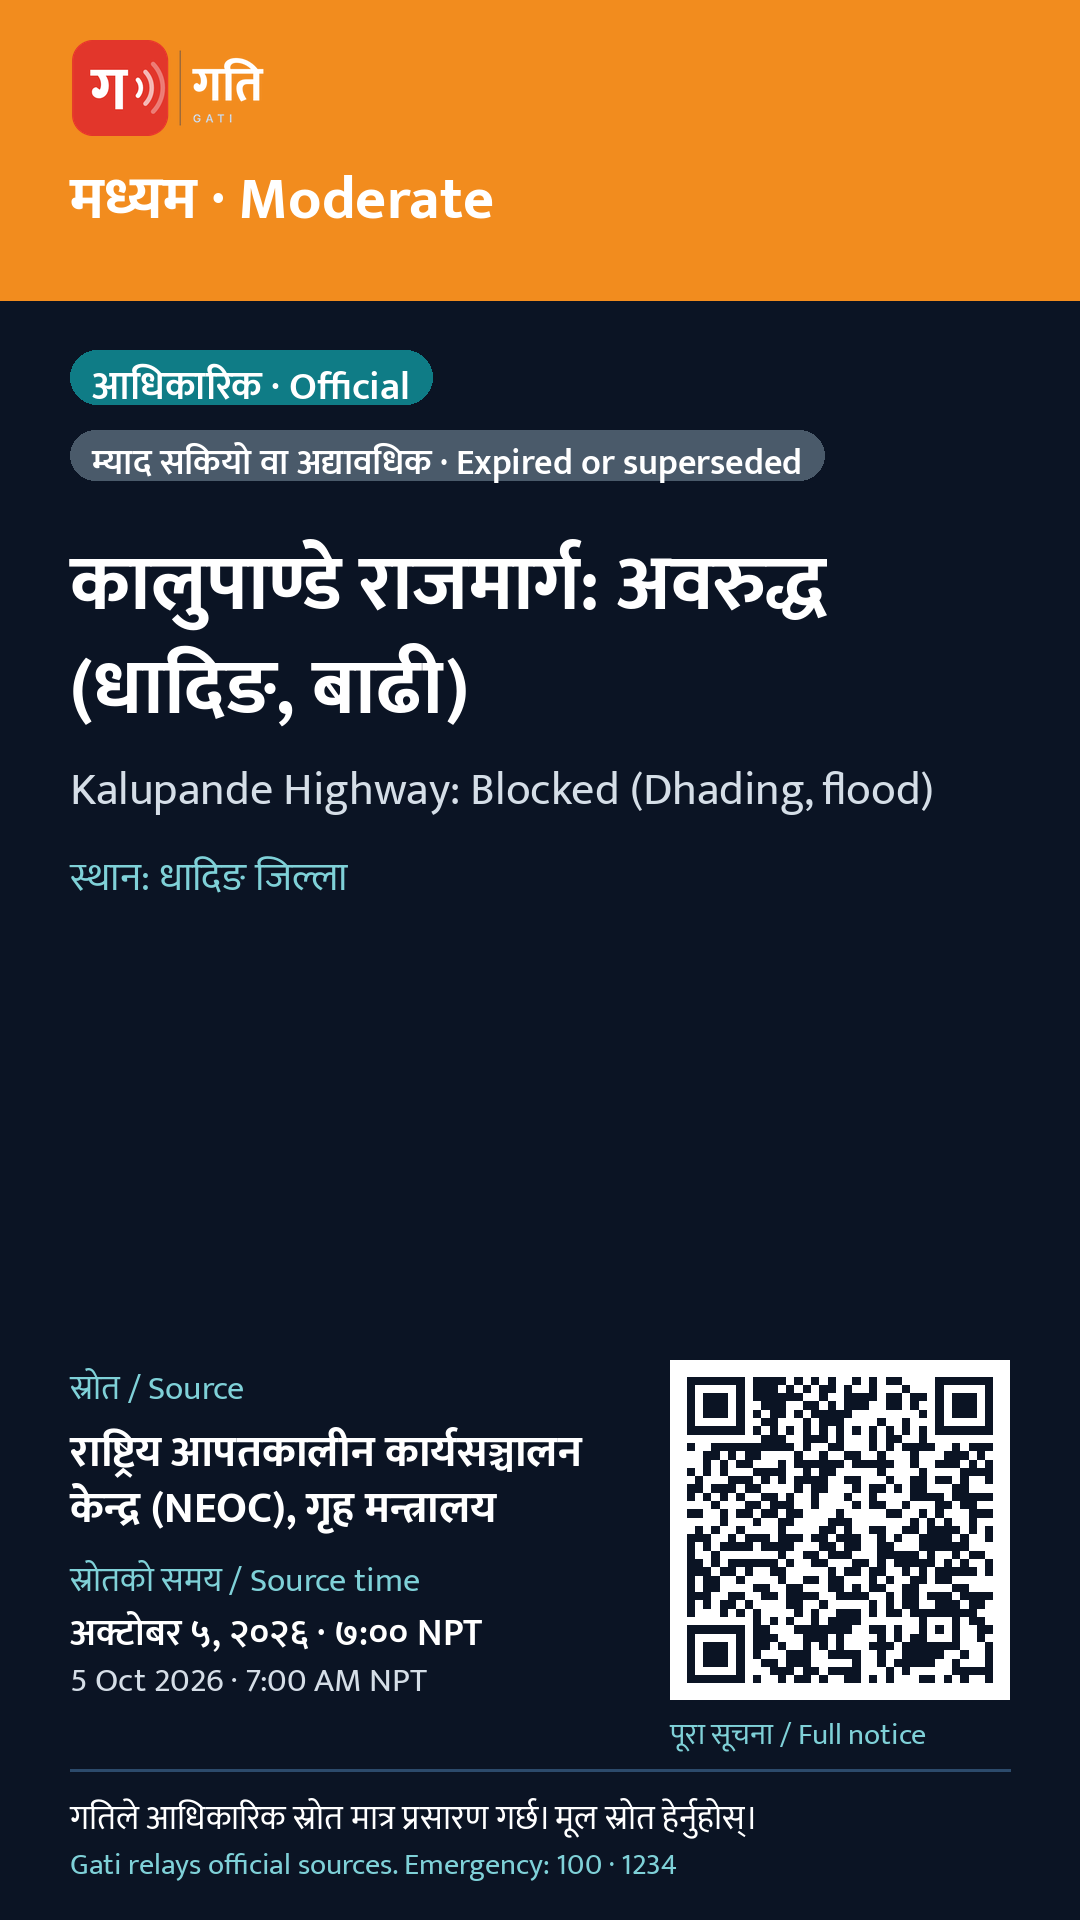 ग
गति
GATI
मध्यम · Moderate
आधिकारिक · Official
म्याद सकियो वा अद्यावधिक · Expired or superseded
कालुपाण्डे राजमार्ग: अवरुद्ध
(धादिङ, बाढी)
Kalupande Highway: Blocked (Dhading, flood)
स्थान: धादिङ जिल्ला
स्रोत / Source
राष्ट्रिय आपतकालीन कार्यसञ्चालन
केन्द्र (NEOC), गृह मन्त्रालय
स्रोतको समय / Source time
अक्टोबर ५, २०२६ · ७:०० NPT
5 Oct 2026 · 7:00 AM NPT
पूरा सूचना / Full notice
गतिले आधिकारिक स्रोत मात्र प्रसारण गर्छ। मूल स्रोत हेर्नुहोस्।
Gati relays official sources. Emergency: 100 · 1234